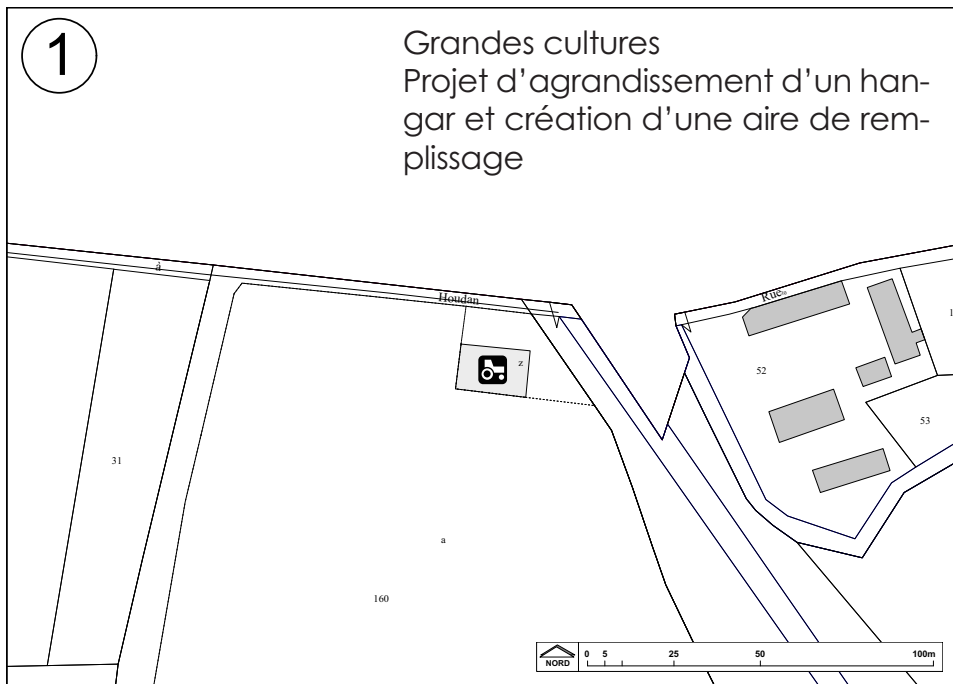 1
Grandes cultures
Projet d’agrandissement d’un han-
gar et création d’une aire de rem-
plissage
á
Houdan
Rue
z
52
1
53
31
a
160
NORD
0 5 25 50 100m